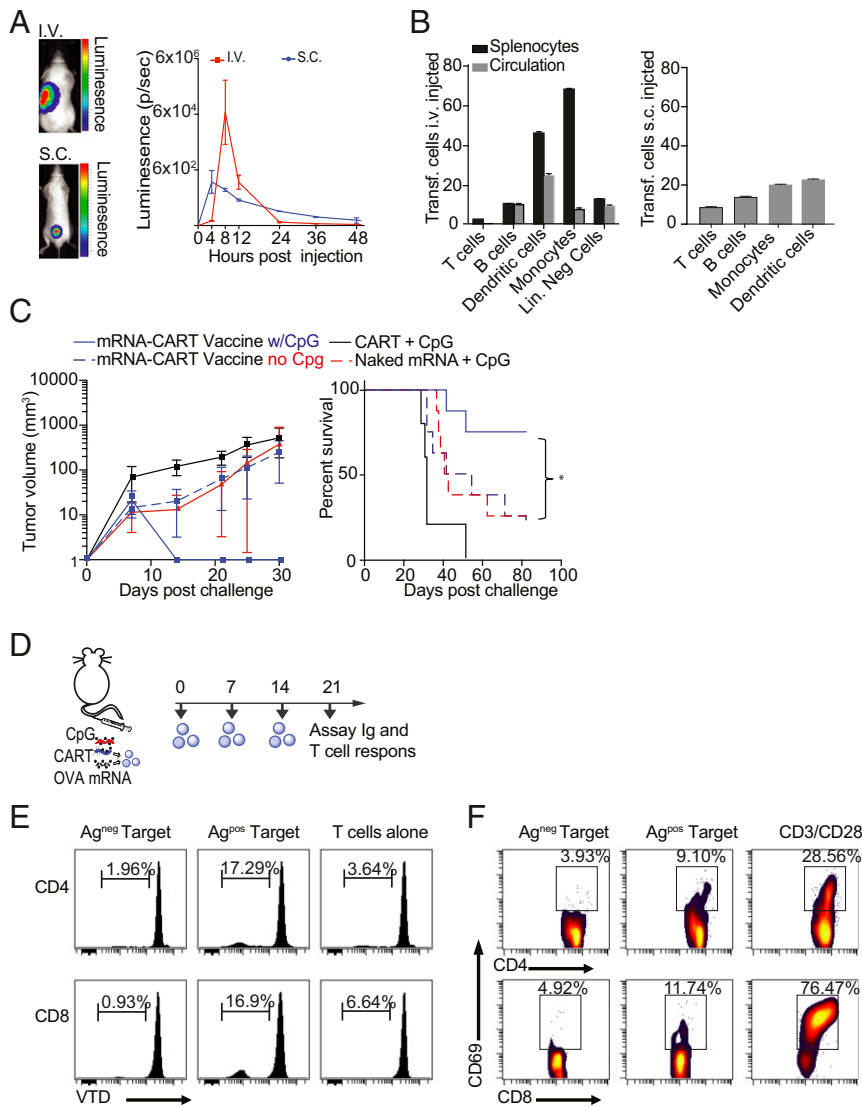 A
I.V.
Luminesence
S.C.
Luminesence
I.V.
S.C.
Luminesence (p/sec)
6x10⁶
6x10⁴
6x10²
0 4 8 12 24 36 48
Hours post injection
B
Splenocytes
Circulation
Transf. cells i.v. injcted
80
60
40
20
0
T cells
B cells
Dendritic cells
Monocytes
Lin. Neg Cells
Transf. cells s.c. injcted
80
60
40
20
0
T cells
B cells
Monocytes
Dendritic cells
C
mRNA-CART Vaccine w/CpG
CART + CpG
mRNA-CART Vaccine no Cpg
Naked mRNA + CpG
Tumor volume (mm³)
10000
1000
100
10
1
0 10 20 30
Days post challenge
Percent survival
100
50
0
0 20 40 60 80 100
Days post challenge
*
D
CpG
CART
OVA mRNA
0 7 14 21
Assay Ig and
T cell respons
E
Agneg Target Agpos Target T cells alone
CD4
1.96% 17.29% 3.64%
CD8
0.93% 16.9% 6.64%
VTD
F
Agneg Target Agpos Target CD3/CD28
3.93% 9.10% 28.56%
CD4
4.92% 11.74% 76.47%
CD69
CD8